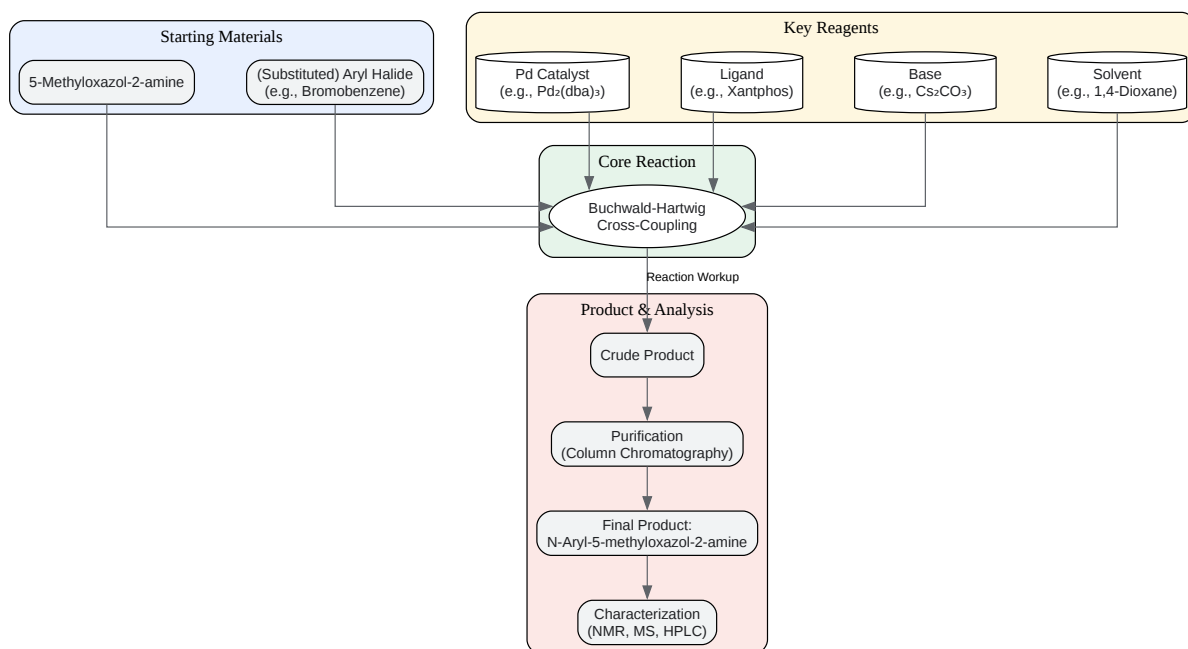 Starting Materials
5-Methyloxazol-2-amine
(Substituted) Aryl Halide
(e.g., Bromobenzene)
Key Reagents
Pd Catalyst
(e.g., Pd₂(dba)₃)
Ligand
(e.g., Xantphos)
Base
(e.g., Cs₂CO₃)
Solvent
(e.g., 1,4-Dioxane)
Core Reaction
Buchwald-Hartwig
Cross-Coupling
Reaction Workup
Product & Analysis
Crude Product
Purification
(Column Chromatography)
Final Product:
N-Aryl-5-methyloxazol-2-amine
Characterization
(NMR, MS, HPLC)